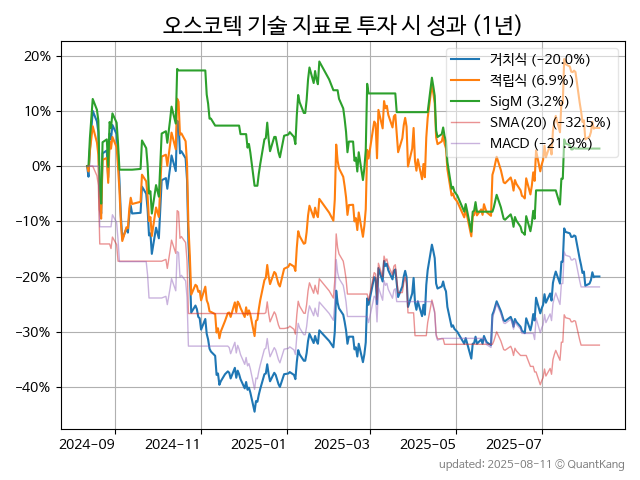 오스코텍 기술 지표로 투자 시 성과 (1년)
20%
10%
0%
−10%
−20%
−30%
−40%
거치식 (−20.0%)
적립식 (6.9%)
SigM (3.2%)
SMA(20) (−32.5%)
MACD (−21.9%)
2024−09
2024−11
2025−01
2025−03
2025−05
2025−07
updated: 2025−08−11 © QuantKang